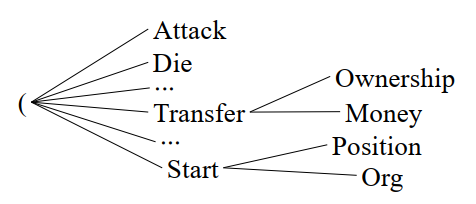 (
Attack
Die
...
Transfer
...
Start
Ownership
Money
Position
Org